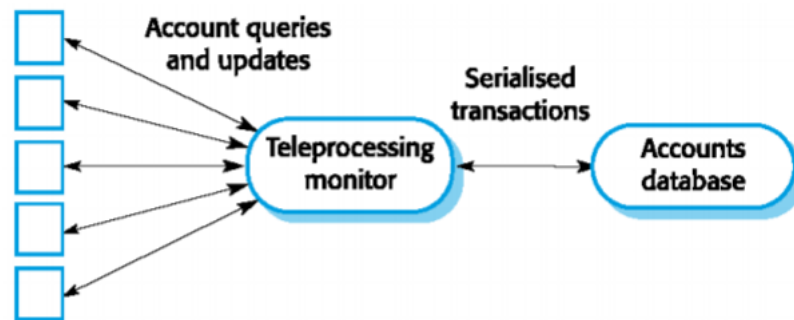 Account queries
and updates
Serialised
transactions
Teleprocessing
monitor
Accounts
database